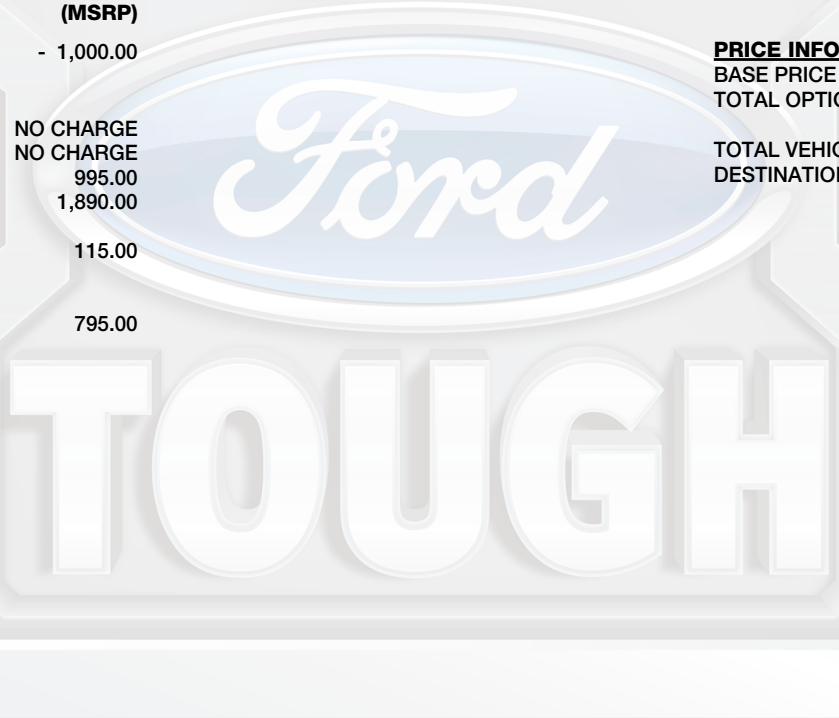 (MSRP)
- 1,000.00
NO CHARGE
NO CHARGE
995.00
1,890.00
115.00
795.00
PRICE INFO
BASE PRICE
TOTAL OPTIO
TOTAL VEHIC
DESTINATION
Ford
TOUGH